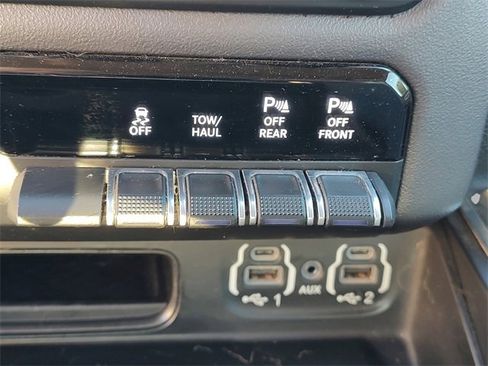 OFF
TOW/
HAUL
P
OFF
REAR
P
OFF
FRONT
1
AUX
2